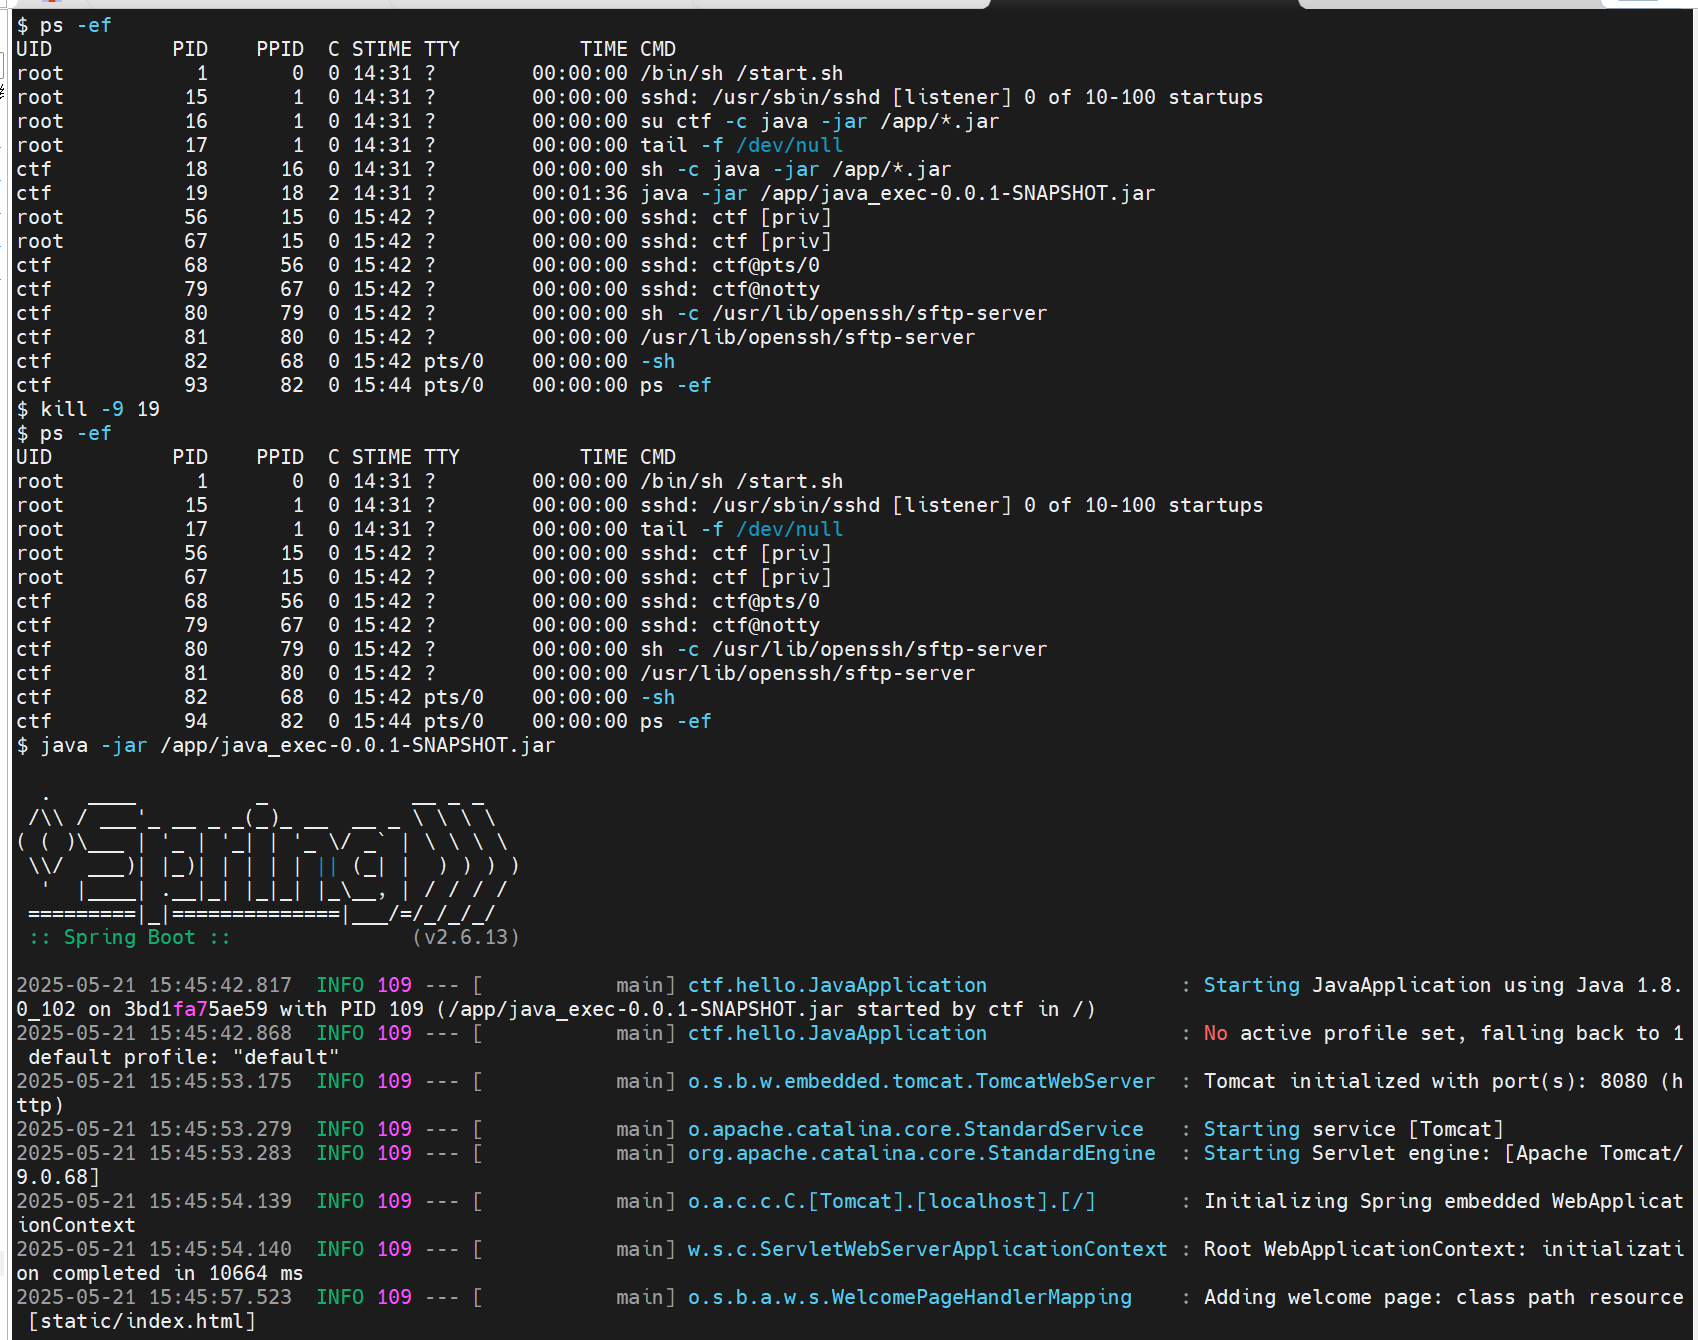 $ ps -ef
UID          PID    PPID  C STIME TTY          TIME CMD
root           1       0  0 14:31 ?        00:00:00 /bin/sh /start.sh
root          15       1  0 14:31 ?        00:00:00 sshd: /usr/sbin/sshd [listener] 0 of 10-100 startups
root          16       1  0 14:31 ?        00:00:00 su ctf -c java -jar /app/*.jar
root          17       1  0 14:31 ?        00:00:00 tail -f /dev/null
ctf           18      16  0 14:31 ?        00:00:00 sh -c java -jar /app/*.jar
ctf           19      18  2 14:31 ?        00:01:36 java -jar /app/java_exec-0.0.1-SNAPSHOT.jar
root          56      15  0 15:42 ?        00:00:00 sshd: ctf [priv]
root          67      15  0 15:42 ?        00:00:00 sshd: ctf [priv]
ctf           68      56  0 15:42 ?        00:00:00 sshd: ctf@pts/0
ctf           79      67  0 15:42 ?        00:00:00 sshd: ctf@notty
ctf           80      79  0 15:42 ?        00:00:00 sh -c /usr/lib/openssh/sftp-server
ctf           81      80  0 15:42 ?        00:00:00 /usr/lib/openssh/sftp-server
ctf           82      68  0 15:42 pts/0    00:00:00 -sh
ctf           93      82  0 15:44 pts/0    00:00:00 ps -ef
$ kill -9 19
$ ps -ef
UID          PID    PPID  C STIME TTY          TIME CMD
root           1       0  0 14:31 ?        00:00:00 /bin/sh /start.sh
root          15       1  0 14:31 ?        00:00:00 sshd: /usr/sbin/sshd [listener] 0 of 10-100 startups
root          17       1  0 14:31 ?        00:00:00 tail -f /dev/null
root          56      15  0 15:42 ?        00:00:00 sshd: ctf [priv]
root          67      15  0 15:42 ?        00:00:00 sshd: ctf [priv]
ctf           68      56  0 15:42 ?        00:00:00 sshd: ctf@pts/0
ctf           79      67  0 15:42 ?        00:00:00 sshd: ctf@notty
ctf           80      79  0 15:42 ?        00:00:00 sh -c /usr/lib/openssh/sftp-server
ctf           81      80  0 15:42 ?        00:00:00 /usr/lib/openssh/sftp-server
ctf           82      68  0 15:42 pts/0    00:00:00 -sh
ctf           94      82  0 15:44 pts/0    00:00:00 ps -ef
$ java -jar /app/java_exec-0.0.1-SNAPSHOT.jar

  .   ____          _            __ _ _
 /\\ / ___'_ __ _ _(_)_ __  __ _ \ \ \ \
( ( )\___ | '_ | '_| | '_ \/ _` | \ \ \ \
 \\/  ___)| |_)| | | | | || (_| |  ) ) ) )
  '  |____| .__|_| |_|_| |_\__, | / / / /
 =========|_|==============|___/=/_/_/_/
 :: Spring Boot ::               (v2.6.13)

2025-05-21 15:45:42.817  INFO 109 --- [           main] ctf.hello.JavaApplication                : Starting JavaApplication using Java 1.8.
0_102 on 3bd1fa75ae59 with PID 109 (/app/java_exec-0.0.1-SNAPSHOT.jar started by ctf in /)
2025-05-21 15:45:42.868  INFO 109 --- [           main] ctf.hello.JavaApplication                : No active profile set, falling back to 1
 default profile: "default"
2025-05-21 15:45:53.175  INFO 109 --- [           main] o.s.b.w.embedded.tomcat.TomcatWebServer  : Tomcat initialized with port(s): 8080 (h
ttp)
2025-05-21 15:45:53.279  INFO 109 --- [           main] o.apache.catalina.core.StandardService   : Starting service [Tomcat]
2025-05-21 15:45:53.283  INFO 109 --- [           main] org.apache.catalina.core.StandardEngine  : Starting Servlet engine: [Apache Tomcat/
9.0.68]
2025-05-21 15:45:54.139  INFO 109 --- [           main] o.a.c.c.C.[Tomcat].[localhost].[/]       : Initializing Spring embedded WebApplicat
ionContext
2025-05-21 15:45:54.140  INFO 109 --- [           main] w.s.c.ServletWebServerApplicationContext : Root WebApplicationContext: initializati
on completed in 10664 ms
2025-05-21 15:45:57.523  INFO 109 --- [           main] o.s.b.a.w.s.WelcomePageHandlerMapping    : Adding welcome page: class path resource
 [static/index.html]